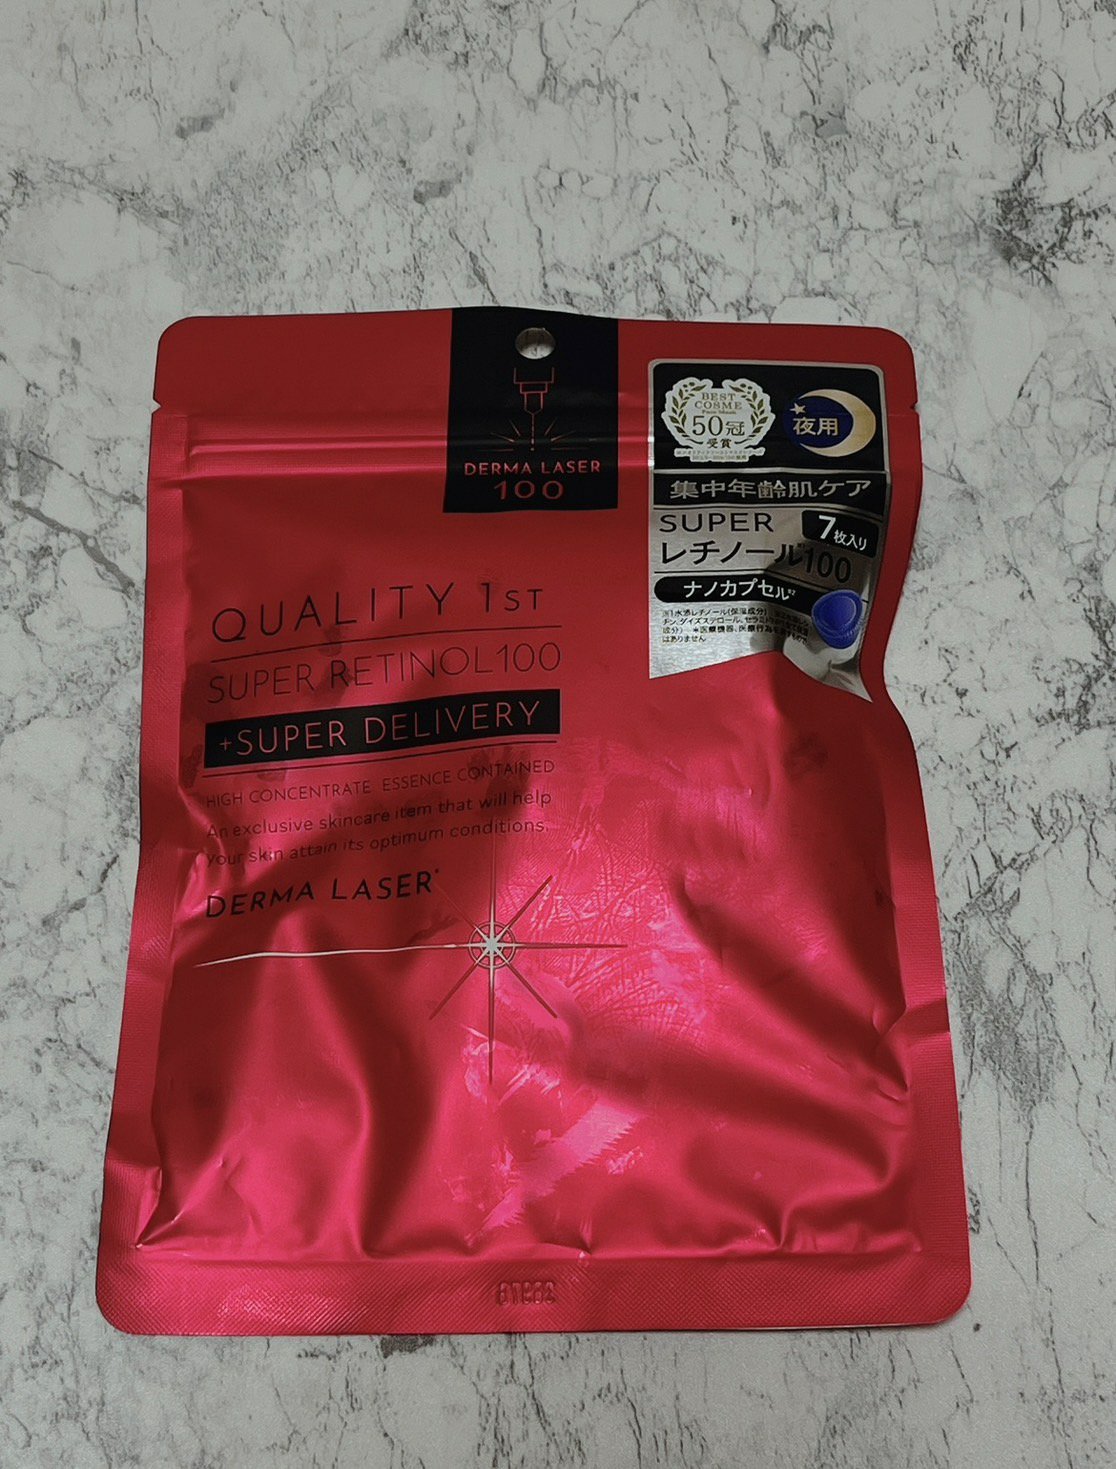 DERMA LASER
100
BEST
COSME
50冠
受賞
夜用
集中年齢肌ケア
SUPER
7枚入り
レチノール100
ナノカプセル
QUALITY 1ST
SUPER RETINOL100
+SUPER DELIVERY
HIGH CONCENTRATE ESSENCE CONTAINED
An exclusive skincare item that will help
your skin attain its optimum conditions.
DERMA LASER